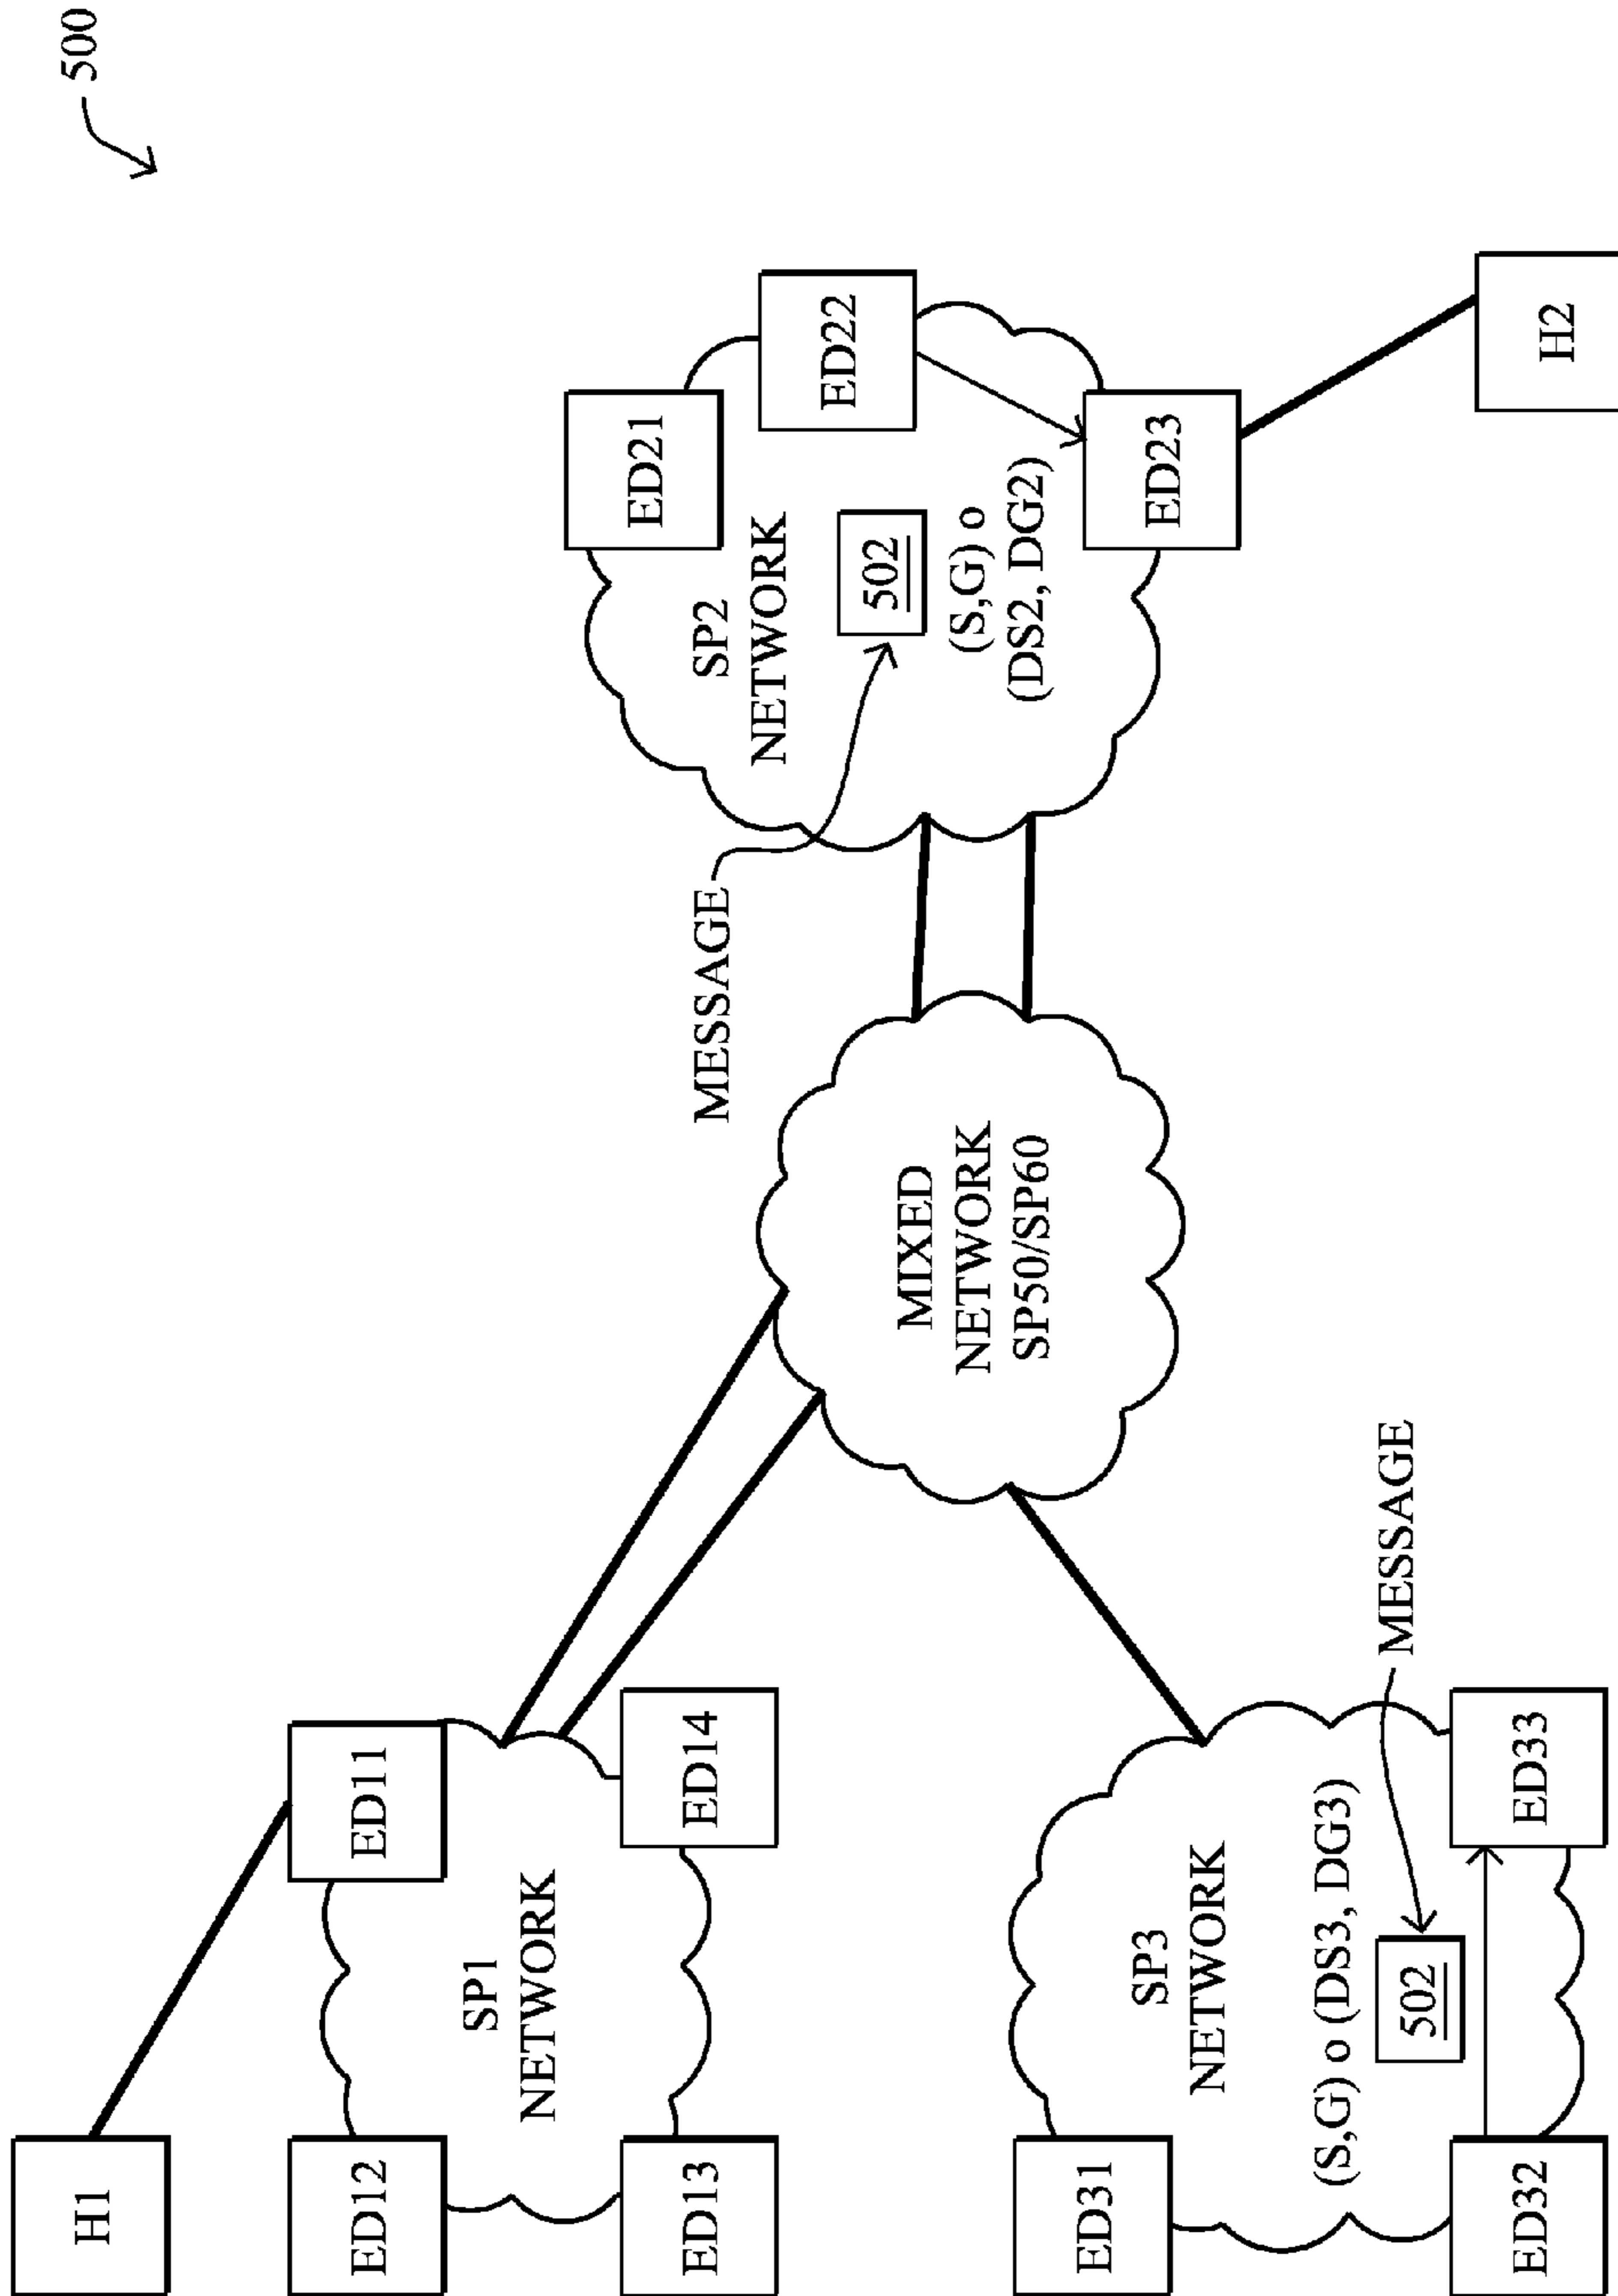 500
H1
ED11
ED12
SP1
NETWORK
ED13
ED14
MESSAGE
SP2
NETWORK
ED21
ED22
502
(S,G) o
(DS2, DG2)
ED23
H2
MIXED
NETWORK
SP50/SP60
ED31
SP3
NETWORK
(S,G) o (DS3, DG3)
502
MESSAGE
ED32
ED33